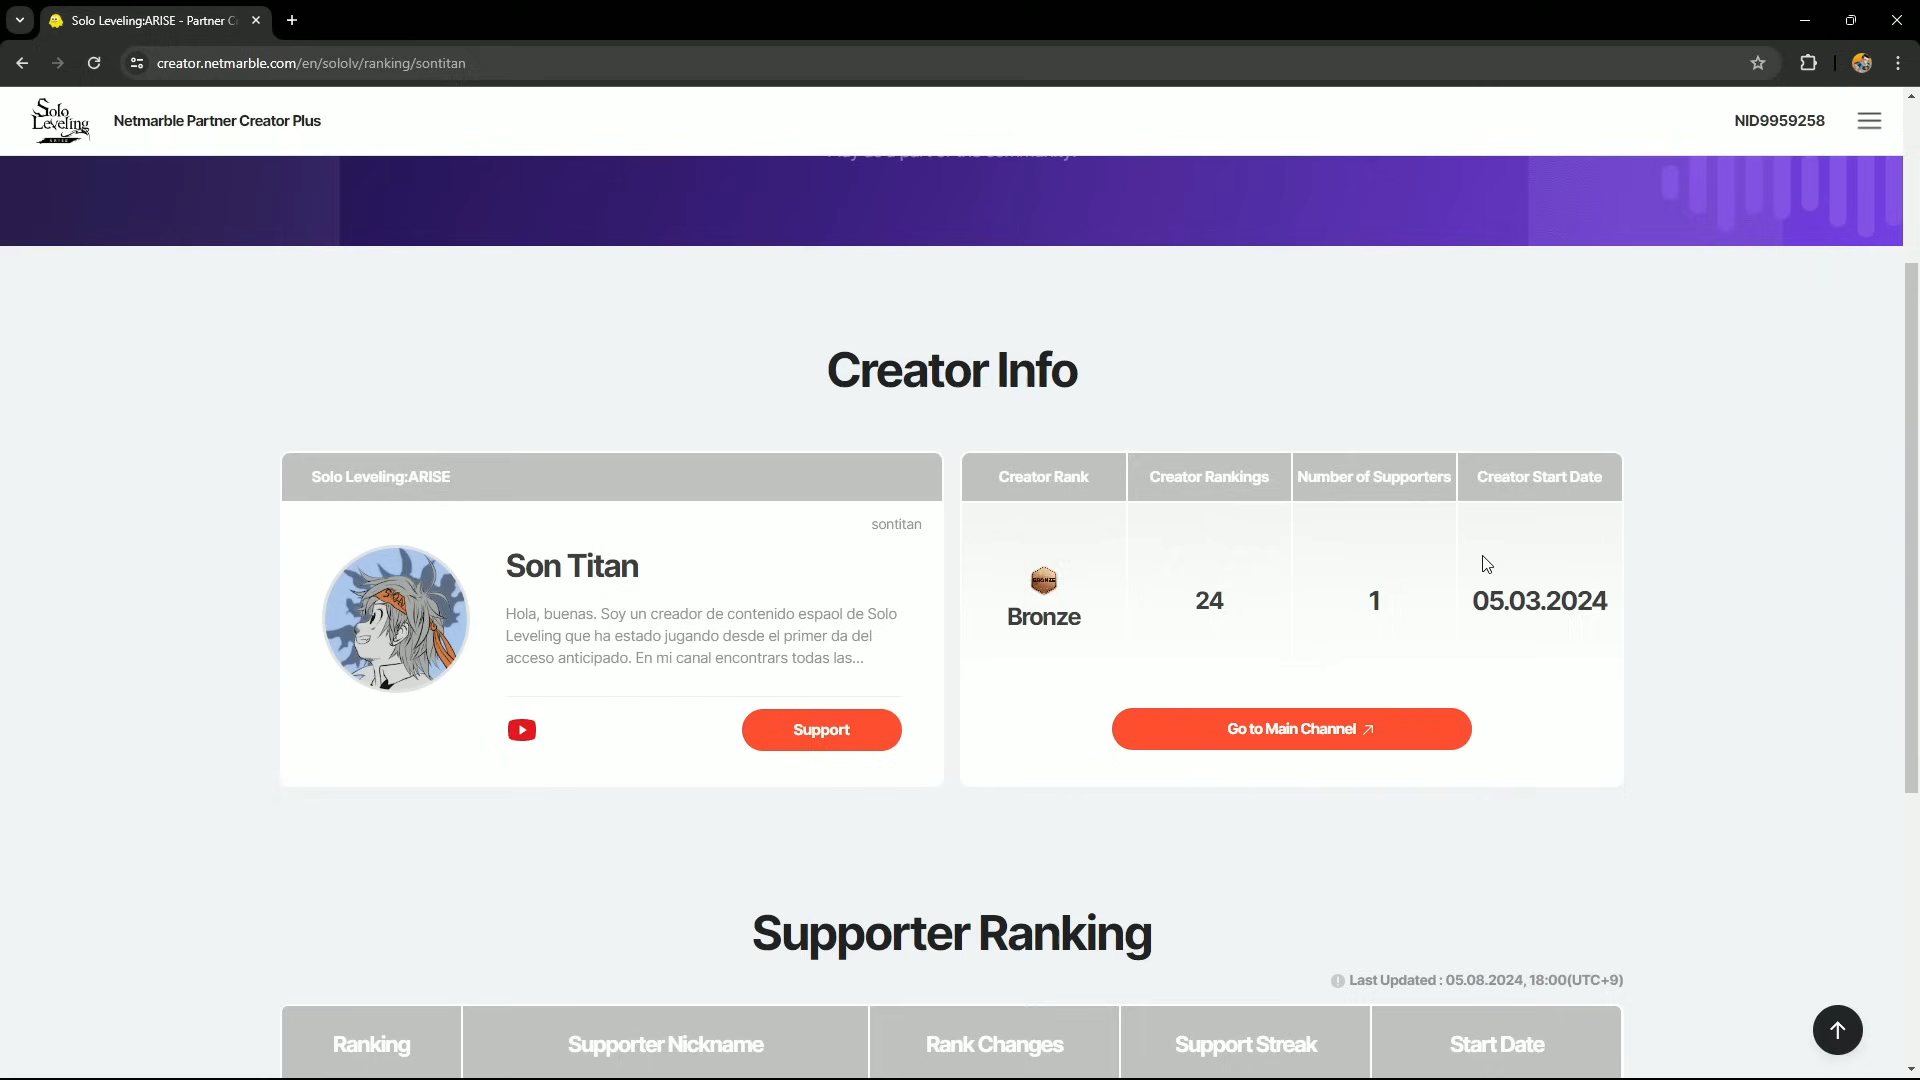 Solo Leveling:ARISE - Partner C
creator.netmarble.com/en/sololv/ranking/sontitan
Solo
Leveling
ARISE
Netmarble Partner Creator Plus
NID9959258
Creator Info
Solo Leveling:ARISE
sontitan
Son Titan
Hola, buenas. Soy un creador de contenido espaol de Solo
Leveling que ha estado jugando desde el primer da del
acceso anticipado. En mi canal encontrars todas las...
Support
Creator Rank
Creator Rankings
Number of Supporters
Creator Start Date
BRONZE
Bronze
24
1
05.03.2024
Go to Main Channel
Supporter Ranking
Last Updated : 05.08.2024, 18:00(UTC+9)
Ranking
Supporter Nickname
Rank Changes
Support Streak
Start Date